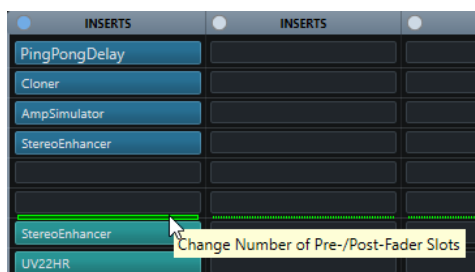 INSERTS
INSERTS
PingPongDelay
Cloner
AmpSimulator
StereoEnhancer
StereoEnhancer
Change Number of Pre-/Post-Fader Slots
UV22HR